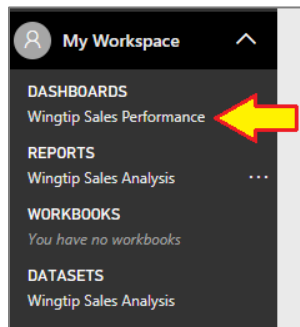 My Workspace
DASHBOARDS
Wingtip Sales Performance
REPORTS
Wingtip Sales Analysis ...
WORKBOOKS
You have no workbooks
DATASETS
Wingtip Sales Analysis